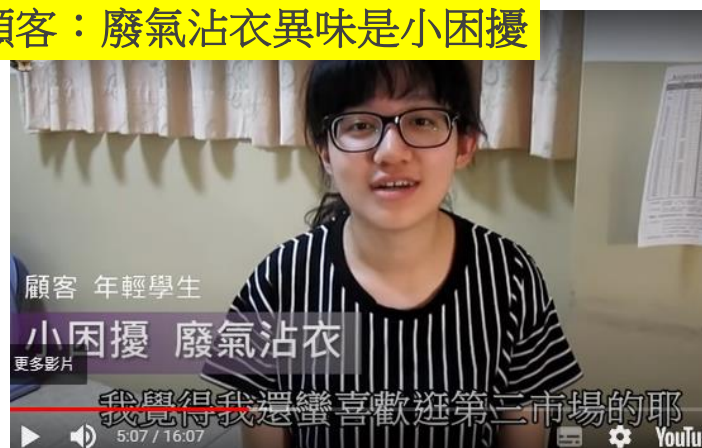 顧客：廢氣沾衣異味是小困擾
顧客 年輕學生
小困擾 廢氣沾衣
更多影片
我覺得我還蠻喜歡逛第三市場的耶
5:07 / 16:07
YouTu